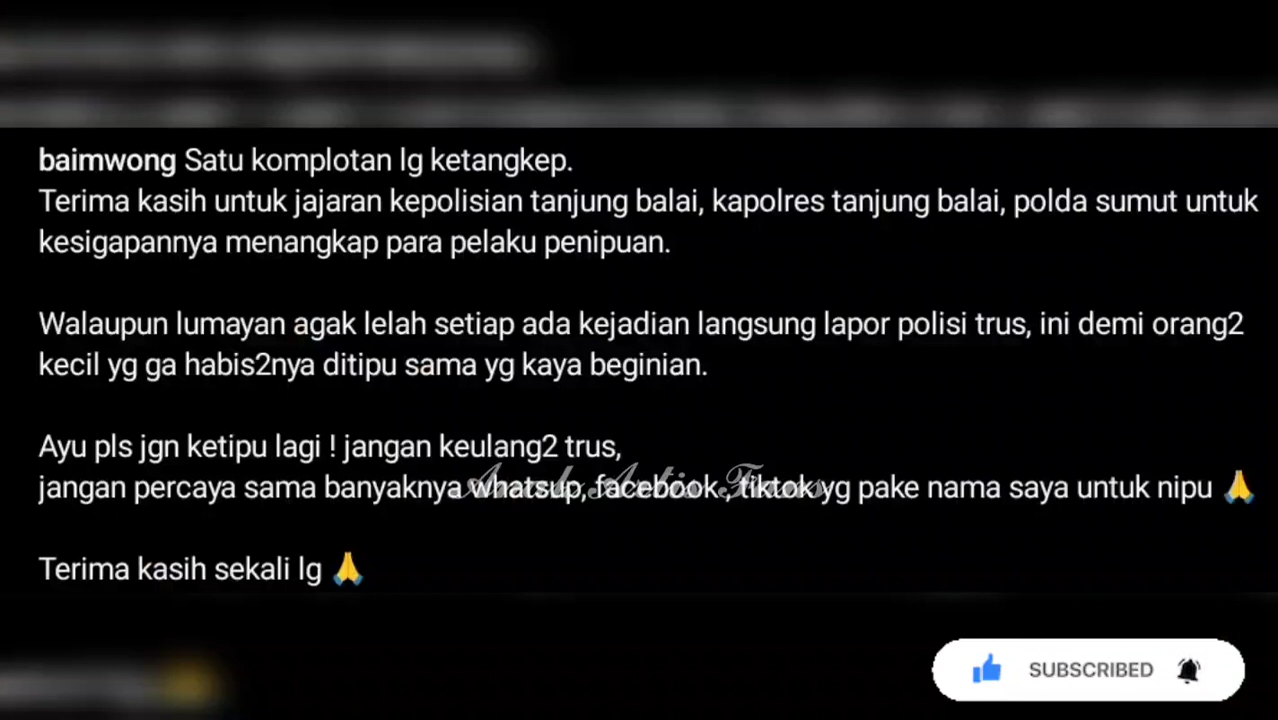 baimwong Satu komplotan lg ketangkep.
Terima kasih untuk jajaran kepolisian tanjung balai, kapolres tanjung balai, polda sumut untuk
kesigapannya menangkap para pelaku penipuan.
Walaupun lumayan agak lelah setiap ada kejadian langsung lapor polisi trus, ini demi orang2
kecil yg ga habis2nya ditipu sama yg kaya beginian.
Ayu pls jgn ketipu lagi ! jangan keulang2 trus,
jangan percaya sama banyaknya whatsup, facebook , tiktok yg pake nama saya untuk nipu 🙏
Terima kasih sekali lg 🙏
SUBSCRIBED